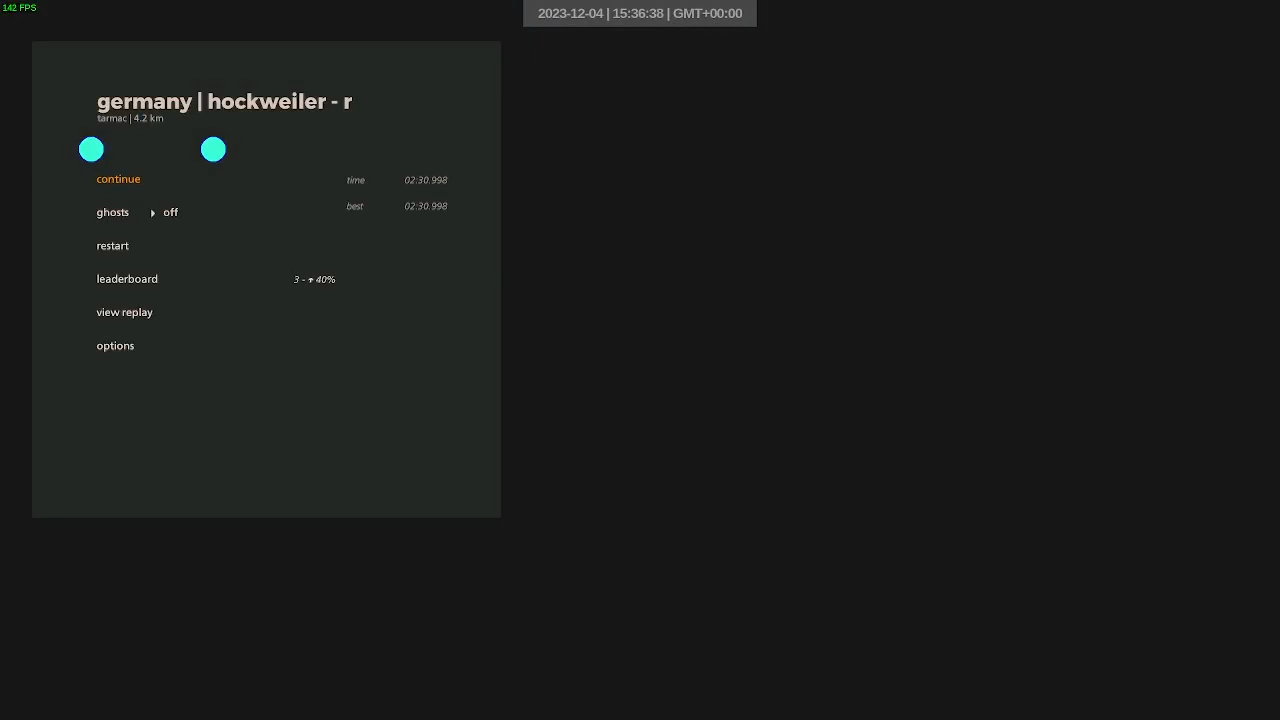 142 FPS
2023-12-04 | 15:36:38 | GMT+00:00
germany | hockweiler - r
tarmac | 4.2 km
continue
time 02:30.998
best 02:30.998
ghosts off
restart
leaderboard 3 - ↑ 40%
view replay
options